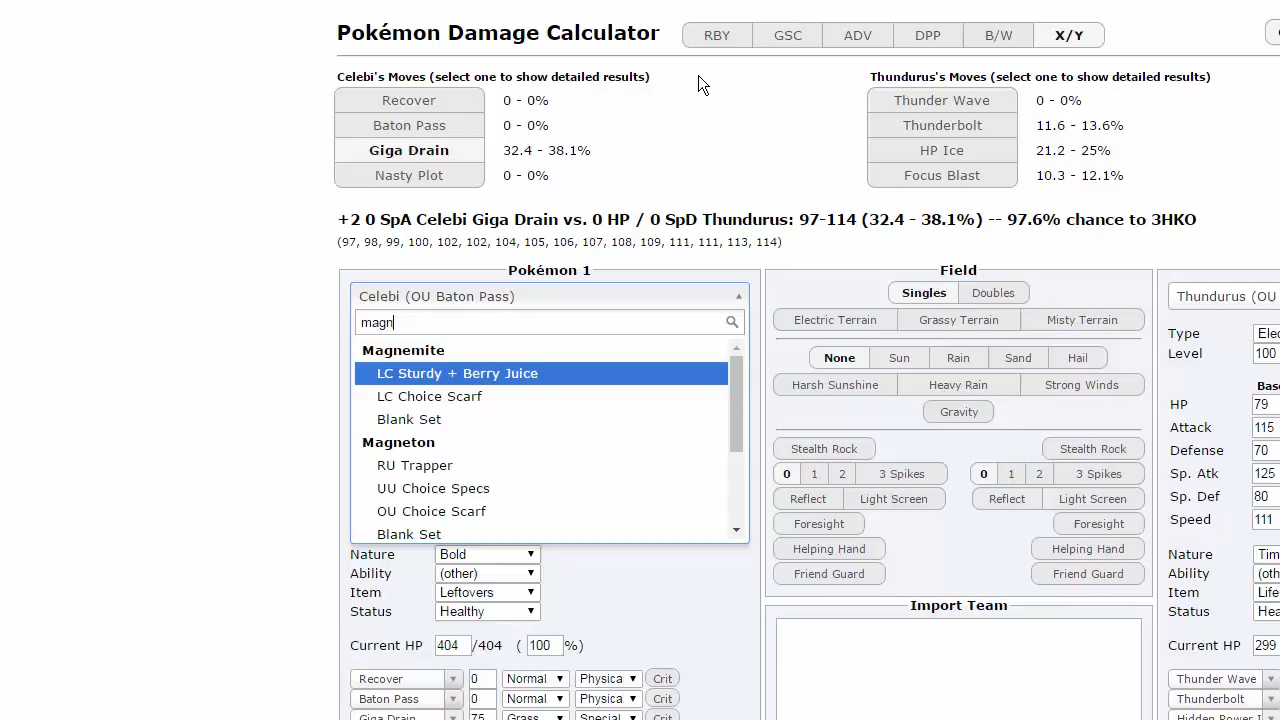 Pokémon Damage Calculator RBY GSC ADV DPP B/W X/Y
Celebi's Moves (select one to show detailed results) Thundurus's Moves (select one to show detailed results)
Recover 0 - 0% Thunder Wave 0 - 0%
Baton Pass 0 - 0% Thunderbolt 11.6 - 13.6%
Giga Drain 32.4 - 38.1% HP Ice 21.2 - 25%
Nasty Plot 0 - 0% Focus Blast 10.3 - 12.1%
+2 0 SpA Celebi Giga Drain vs. 0 HP / 0 SpD Thundurus: 97-114 (32.4 - 38.1%) -- 97.6% chance to 3HKO
(97, 98, 99, 100, 102, 102, 104, 105, 106, 107, 108, 109, 111, 111, 113, 114)
Pokémon 1
Celebi (OU Baton Pass)
magn
Magnemite
LC Sturdy + Berry Juice
LC Choice Scarf
Blank Set
Magneton
RU Trapper
UU Choice Specs
OU Choice Scarf
Blank Set
Nature Bold
Ability (other)
Item Leftovers
Status Healthy
Current HP 404 /404 ( 100 %)
Recover 0 Normal Physica Crit
Baton Pass 0 Normal Physica Crit
Giga Drain 75 Grass Special Crit
Field
Singles Doubles
Electric Terrain Grassy Terrain Misty Terrain
None Sun Rain Sand Hail
Harsh Sunshine Heavy Rain Strong Winds
Gravity
Stealth Rock Stealth Rock
0 1 2 3 Spikes 0 1 2 3 Spikes
Reflect Light Screen Reflect Light Screen
Foresight Foresight
Helping Hand Helping Hand
Friend Guard Friend Guard
Import Team
Thundurus (OU
Type Elec
Level 100
Base
HP 79
Attack 115
Defense 70
Sp. Atk 125
Sp. Def 80
Speed 111
Nature Tim
Ability (oth
Item Life
Status Hea
Current HP 299
Thunder Wave
Thunderbolt
Hidden Power I